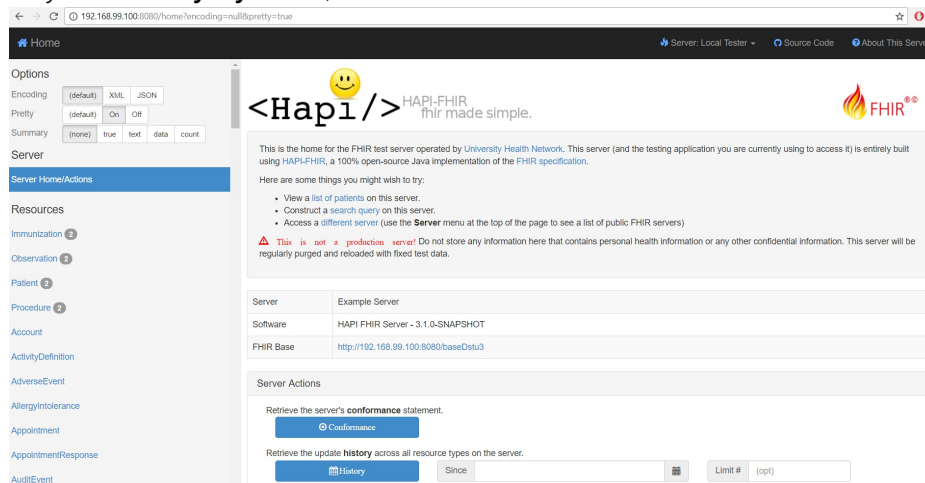 192.168.99.100:8080/home?encoding=null&pretty=true
Home
Server: Local Tester
Source Code
About This Serve
Options
Encoding (default) XML JSON
Pretty (default) On Off
Summary (none) true text data count
Server
Server Home/Actions
Resources
Immunization 2
Observation 2
Patient 2
Procedure 2
Account
ActivityDefinition
AdverseEvent
AllergyIntolerance
Appointment
AppointmentResponse
AuditEvent
<Hapi/> HAPI-FHIR
fhir made simple.
FHIR®©
This is the home for the FHIR test server operated by University Health Network. This server (and the testing application you are currently using to access it) is entirely built
using HAPI-FHIR, a 100% open-source Java implementation of the FHIR specification.
Here are some things you might wish to try:
• View a list of patients on this server.
• Construct a search query on this server.
• Access a different server (use the Server menu at the top of the page to see a list of public FHIR servers)
This is not a production server! Do not store any information here that contains personal health information or any other confidential information. This server will be
regularly purged and reloaded with fixed test data.
Server Example Server
Software HAPI FHIR Server - 3.1.0-SNAPSHOT
FHIR Base http://192.168.99.100:8080/baseDstu3
Server Actions
Retrieve the server's conformance statement.
Conformance
Retrieve the update history across all resource types on the server.
History Since Limit # (opt)